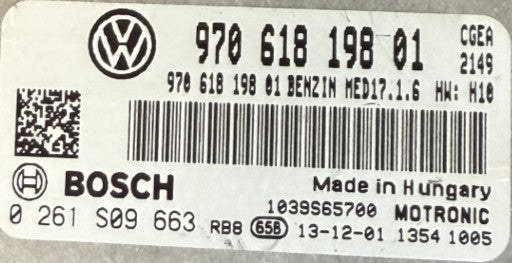 970 618 198 01 CGEA
2149
970 618 198 01 BENZIN MED17.1.6 HW: H10
BOSCH Made in Hungary
1039S65700 MOTRONIC
0 261 S09 663 RB8 658 13-12-01 1354 1005